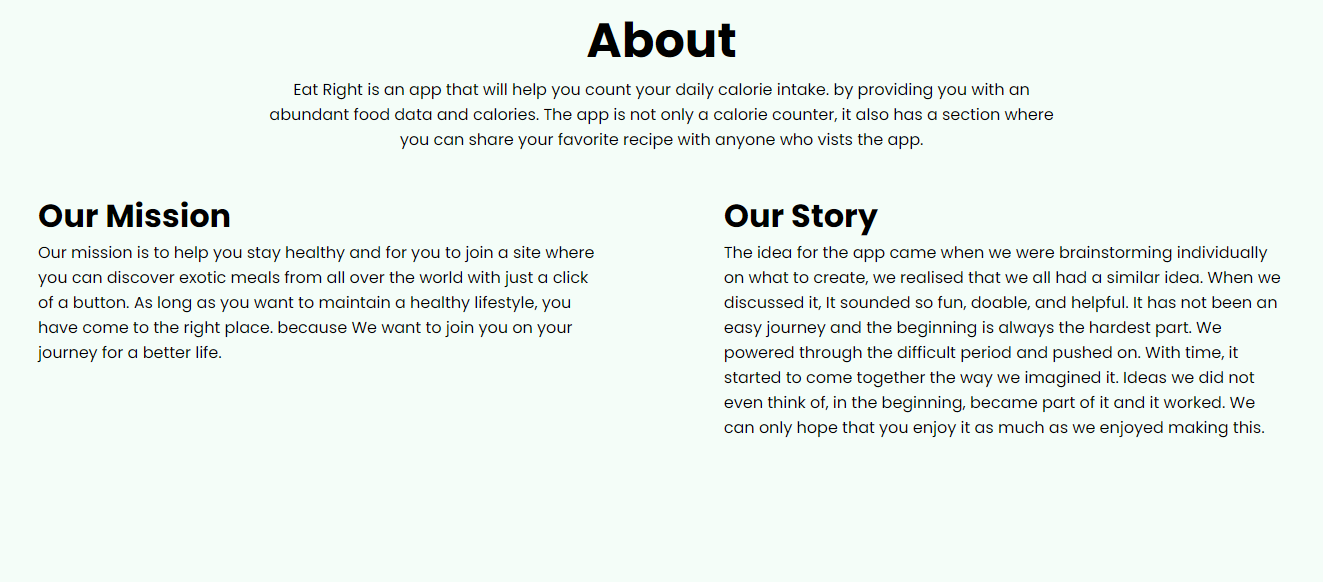 About
Eat Right is an app that will help you count your daily calorie intake. by providing you with an
abundant food data and calories. The app is not only a calorie counter, it also has a section where
you can share your favorite recipe with anyone who vists the app.
Our Mission
Our mission is to help you stay healthy and for you to join a site where
you can discover exotic meals from all over the world with just a click
of a button. As long as you want to maintain a healthy lifestyle, you
have come to the right place. because We want to join you on your
journey for a better life.
Our Story
The idea for the app came when we were brainstorming individually
on what to create, we realised that we all had a similar idea. When we
discussed it, It sounded so fun, doable, and helpful. It has not been an
easy journey and the beginning is always the hardest part. We
powered through the difficult period and pushed on. With time, it
started to come together the way we imagined it. Ideas we did not
even think of, in the beginning, became part of it and it worked. We
can only hope that you enjoy it as much as we enjoyed making this.